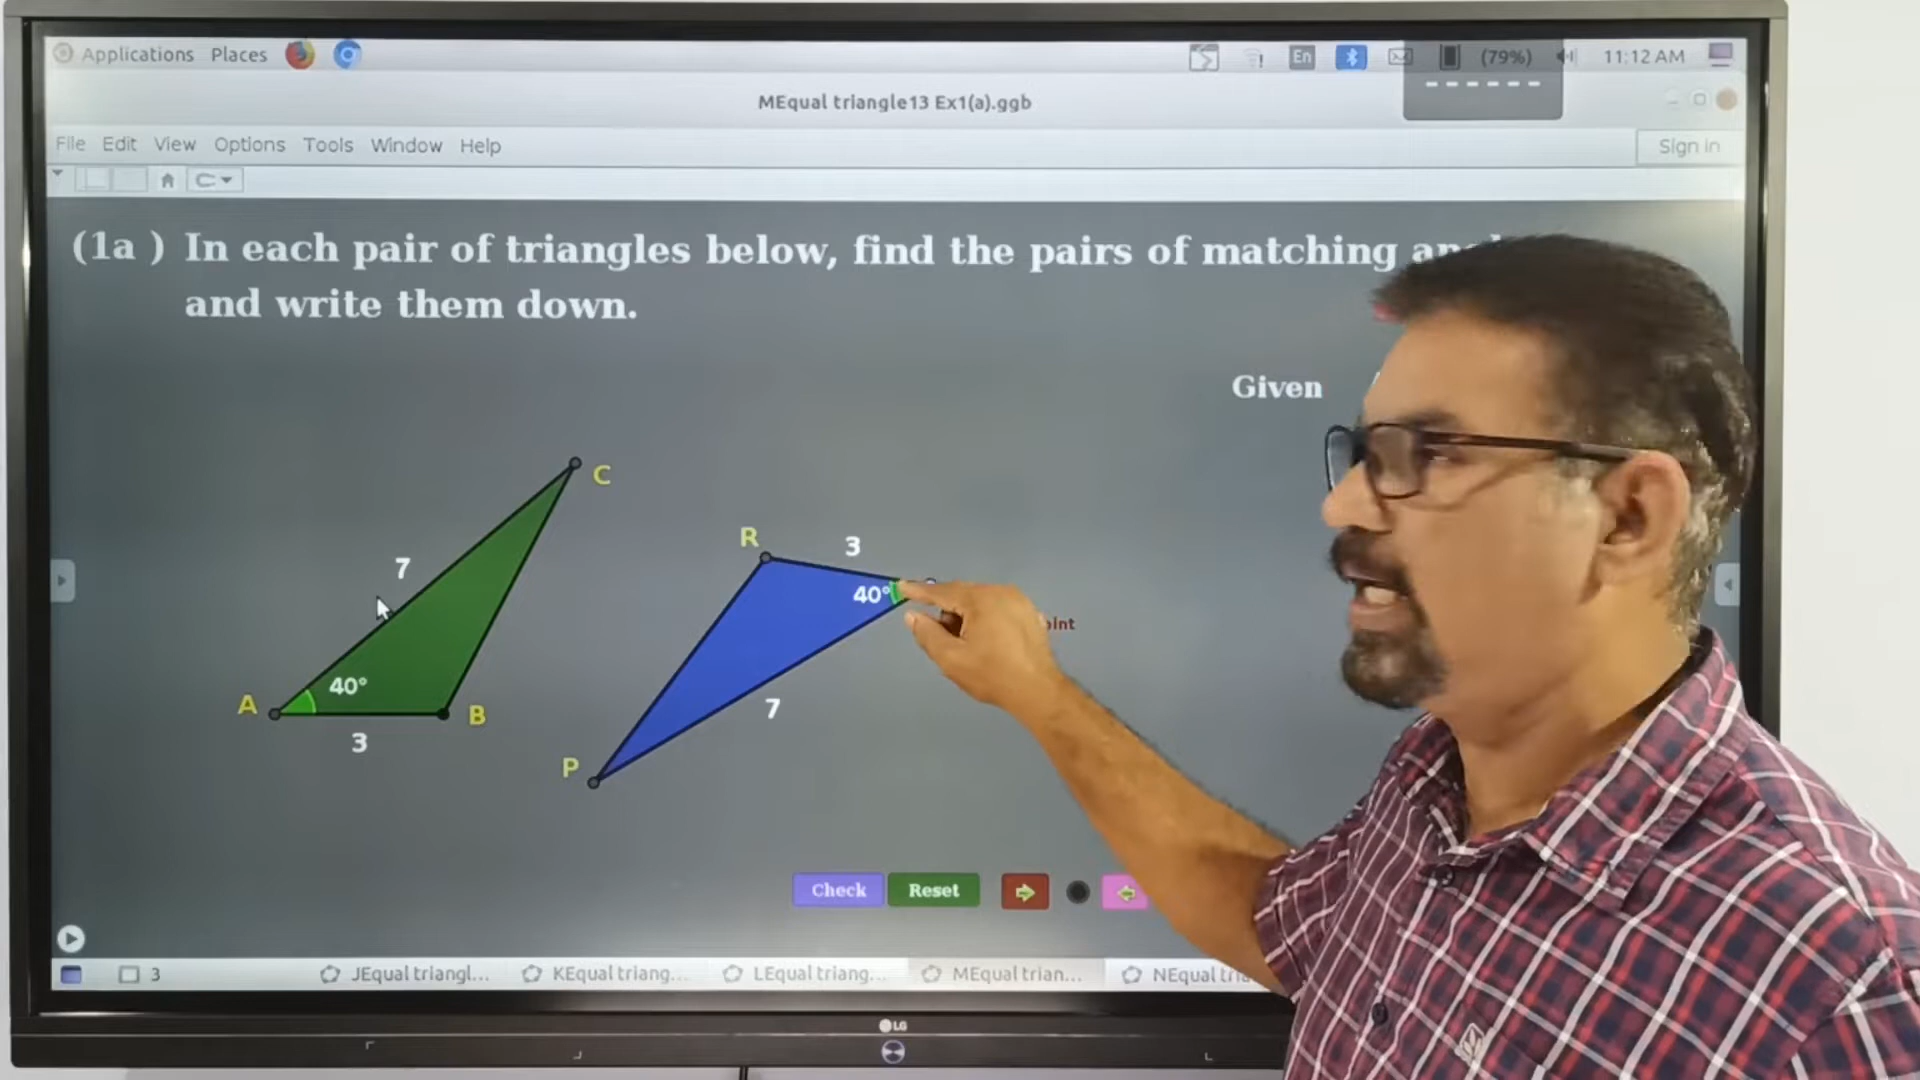 Applications Places
En
(79%)
11:12 AM
MEqual triangle13 Ex1(a).ggb
File Edit View Options Tools Window Help
Sign in
(1a ) In each pair of triangles below, find the pairs of matching
and write them down.
Given
C
7
R
3
40°
A
40°
B
3
7
P
Check
Reset
3
JEqual triangl...
KEqual triang...
LEqual triang...
MEqual trian...
LG